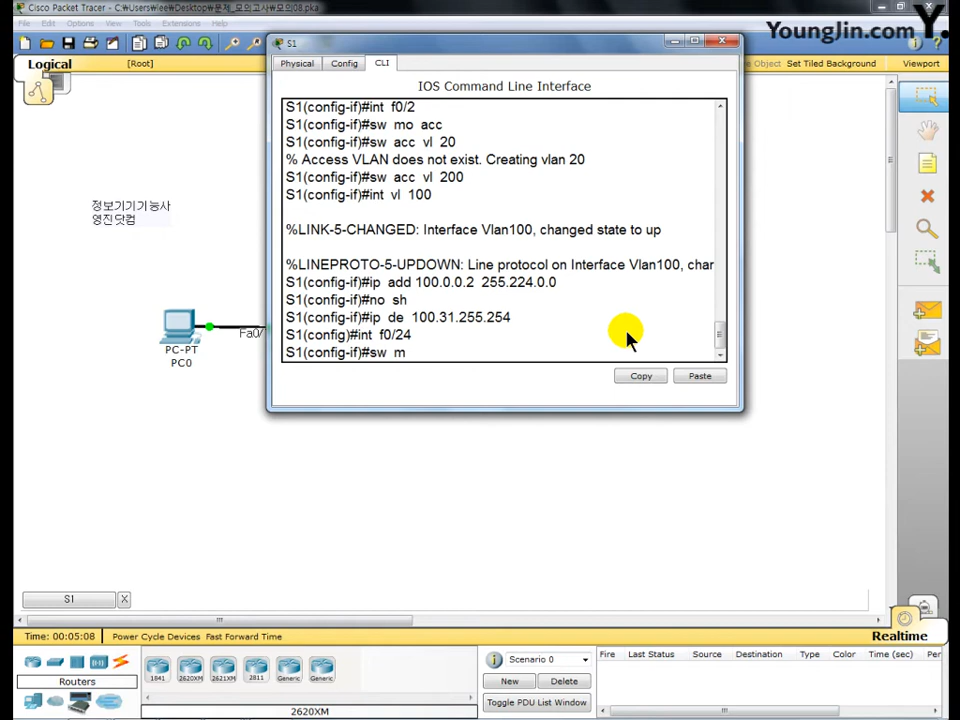 Cisco Packet Tracer - C:₩Users₩lee₩Desktop₩문제_모의고사₩모의08.pka
File Edit Options View Tools Extensions Help
YoungJin.com Y.
Logical
[Root]
Object
Set Tiled Background
Viewport
S1
Physical
Config
CLI
IOS Command Line Interface
S1(config-if)#int f0/2
S1(config-if)#sw mo acc
S1(config-if)#sw acc vl 20
% Access VLAN does not exist. Creating vlan 20
S1(config-if)#sw acc vl 200
S1(config-if)#int vl 100
%LINK-5-CHANGED: Interface Vlan100, changed state to up
%LINEPROTO-5-UPDOWN: Line protocol on Interface Vlan100, char
S1(config-if)#ip add 100.0.0.2 255.224.0.0
S1(config-if)#no sh
S1(config-if)#ip de 100.31.255.254
S1(config)#int f0/24
S1(config-if)#sw m
Copy
Paste
정보기기기능사
영진닷컴
Fa0/
PC-PT
PC0
S1
X
Time: 00:05:08
Power Cycle Devices Fast Forward Time
Realtime
Routers
1841
2620XM
2621XM
2811
Generic
Generic
2620XM
Scenario 0
New
Delete
Toggle PDU List Window
Fire
Last Status
Source
Destination
Type
Color
Time (sec)
Per